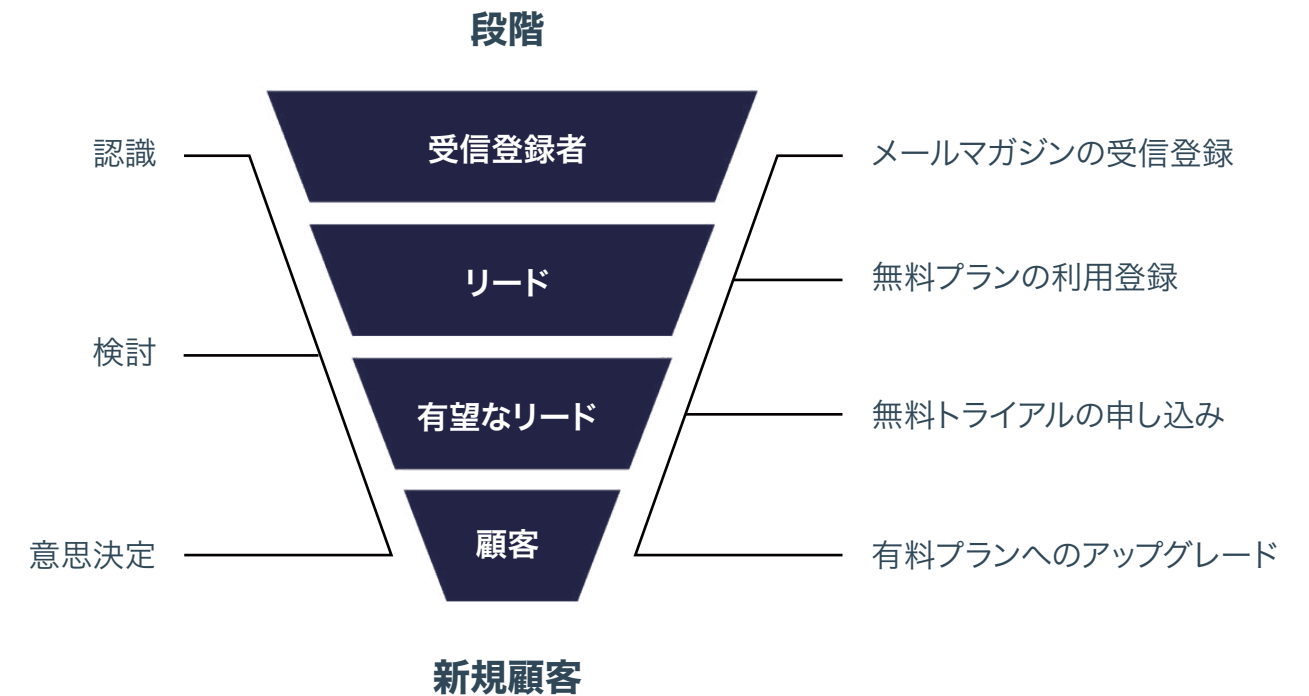 段階
認識
受信登録者
メールマガジンの受信登録
リード
無料プランの利用登録
検討
有望なリード
無料トライアルの申し込み
意思決定
顧客
有料プランへのアップグレード
新規顧客